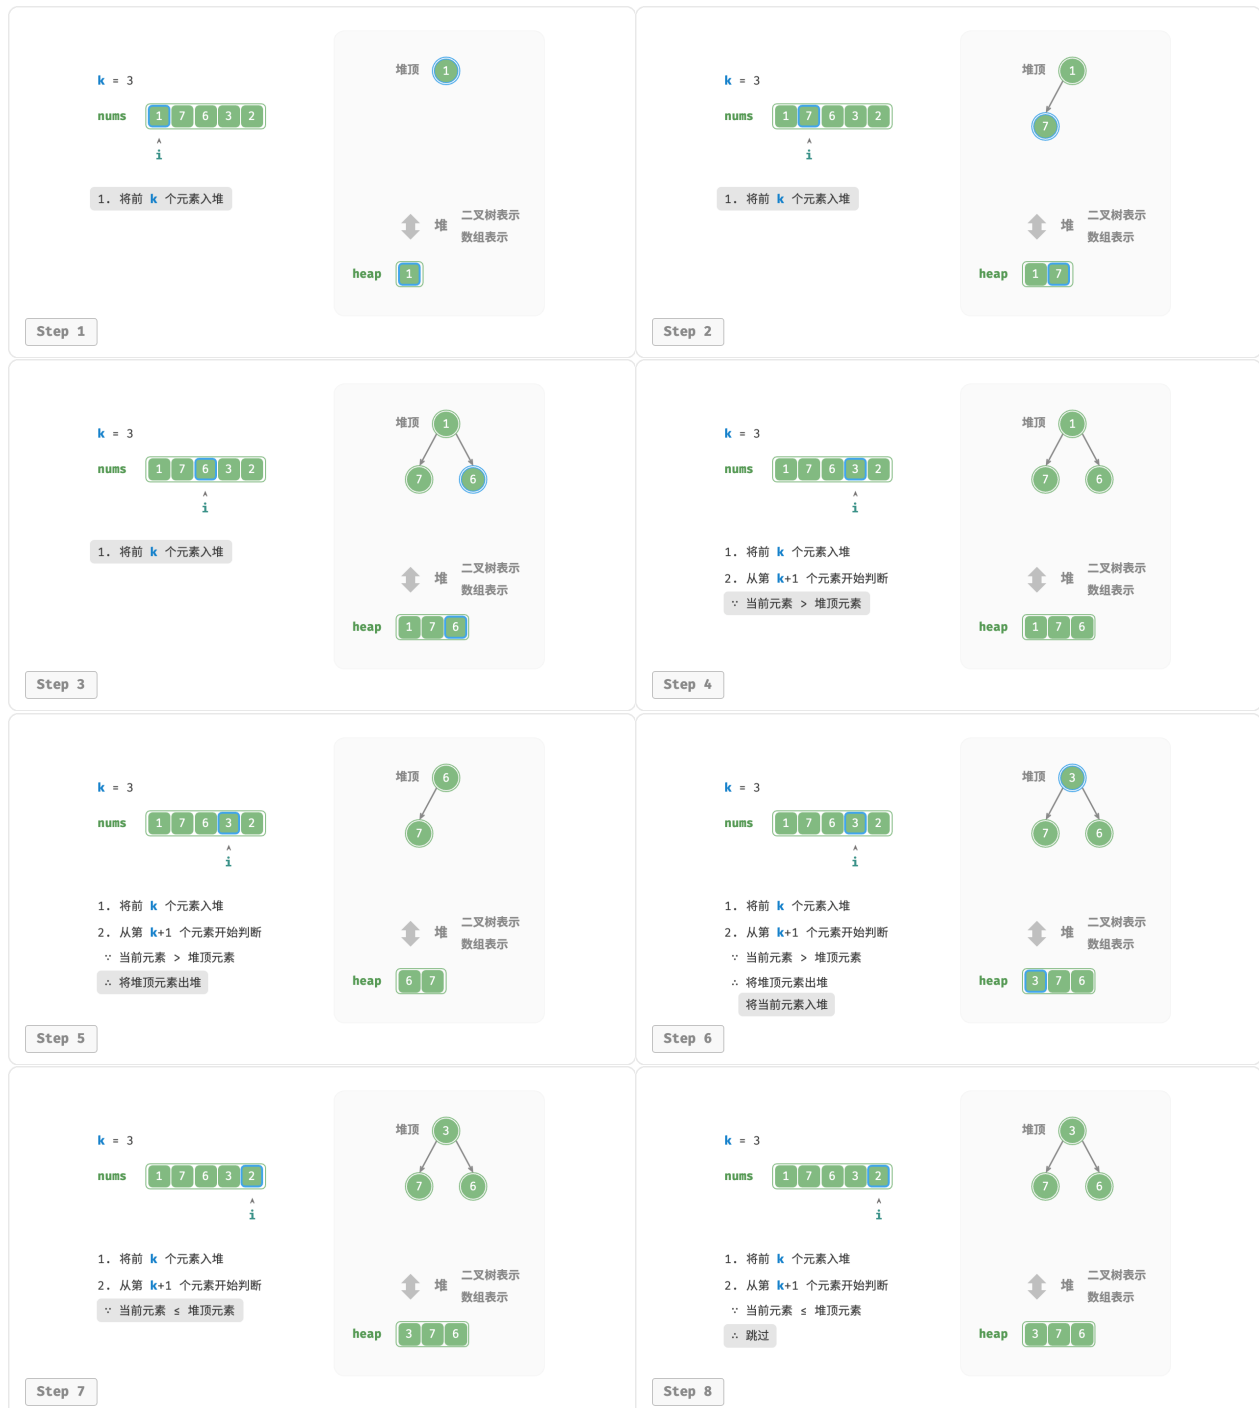 k = 3
nums 1 7 6 3 2
i
1. 将前 k 个元素入堆
堆顶 1
堆 二叉树表示
数组表示
heap 1
Step 1
k = 3
nums 1 7 6 3 2
i
1. 将前 k 个元素入堆
堆顶 1
7
堆 二叉树表示
数组表示
heap 1 7
Step 2
k = 3
nums 1 7 6 3 2
i
1. 将前 k 个元素入堆
堆顶 1
7 6
堆 二叉树表示
数组表示
heap 1 7 6
Step 3
k = 3
nums 1 7 6 3 2
i
1. 将前 k 个元素入堆
2. 从第 k+1 个元素开始判断
∵ 当前元素 > 堆顶元素
堆顶 1
7 6
堆 二叉树表示
数组表示
heap 1 7 6
Step 4
k = 3
nums 1 7 6 3 2
i
1. 将前 k 个元素入堆
2. 从第 k+1 个元素开始判断
∵ 当前元素 > 堆顶元素
∴ 将堆顶元素出堆
堆顶 6
7
堆 二叉树表示
数组表示
heap 6 7
Step 5
k = 3
nums 1 7 6 3 2
i
1. 将前 k 个元素入堆
2. 从第 k+1 个元素开始判断
∵ 当前元素 > 堆顶元素
∴ 将堆顶元素出堆
将当前元素入堆
堆顶 3
7 6
堆 二叉树表示
数组表示
heap 3 7 6
Step 6
k = 3
nums 1 7 6 3 2
i
1. 将前 k 个元素入堆
2. 从第 k+1 个元素开始判断
∵ 当前元素 ≤ 堆顶元素
堆顶 3
7 6
堆 二叉树表示
数组表示
heap 3 7 6
Step 7
k = 3
nums 1 7 6 3 2
i
1. 将前 k 个元素入堆
2. 从第 k+1 个元素开始判断
∵ 当前元素 ≤ 堆顶元素
∴ 跳过
堆顶 3
7 6
堆 二叉树表示
数组表示
heap 3 7 6
Step 8